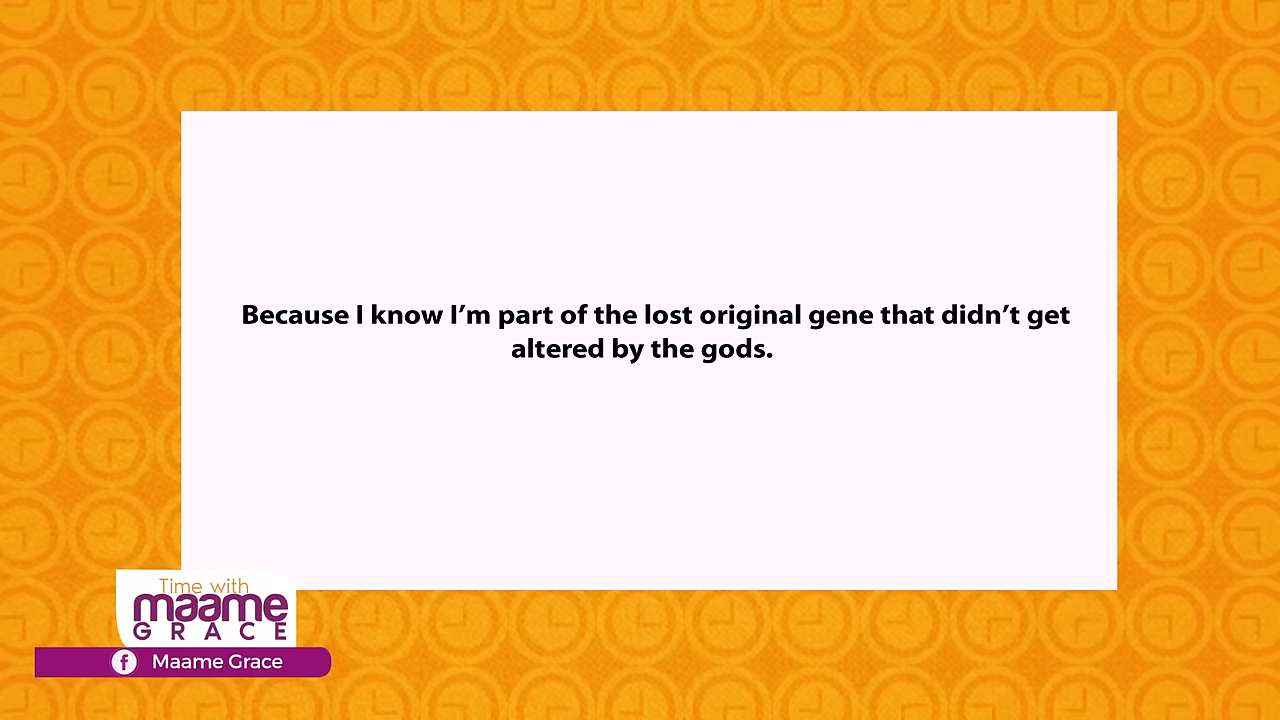 Because I know I’m part of the lost original gene that didn’t get
altered by the gods.
Time with
maame
GRACE
f Maame Grace